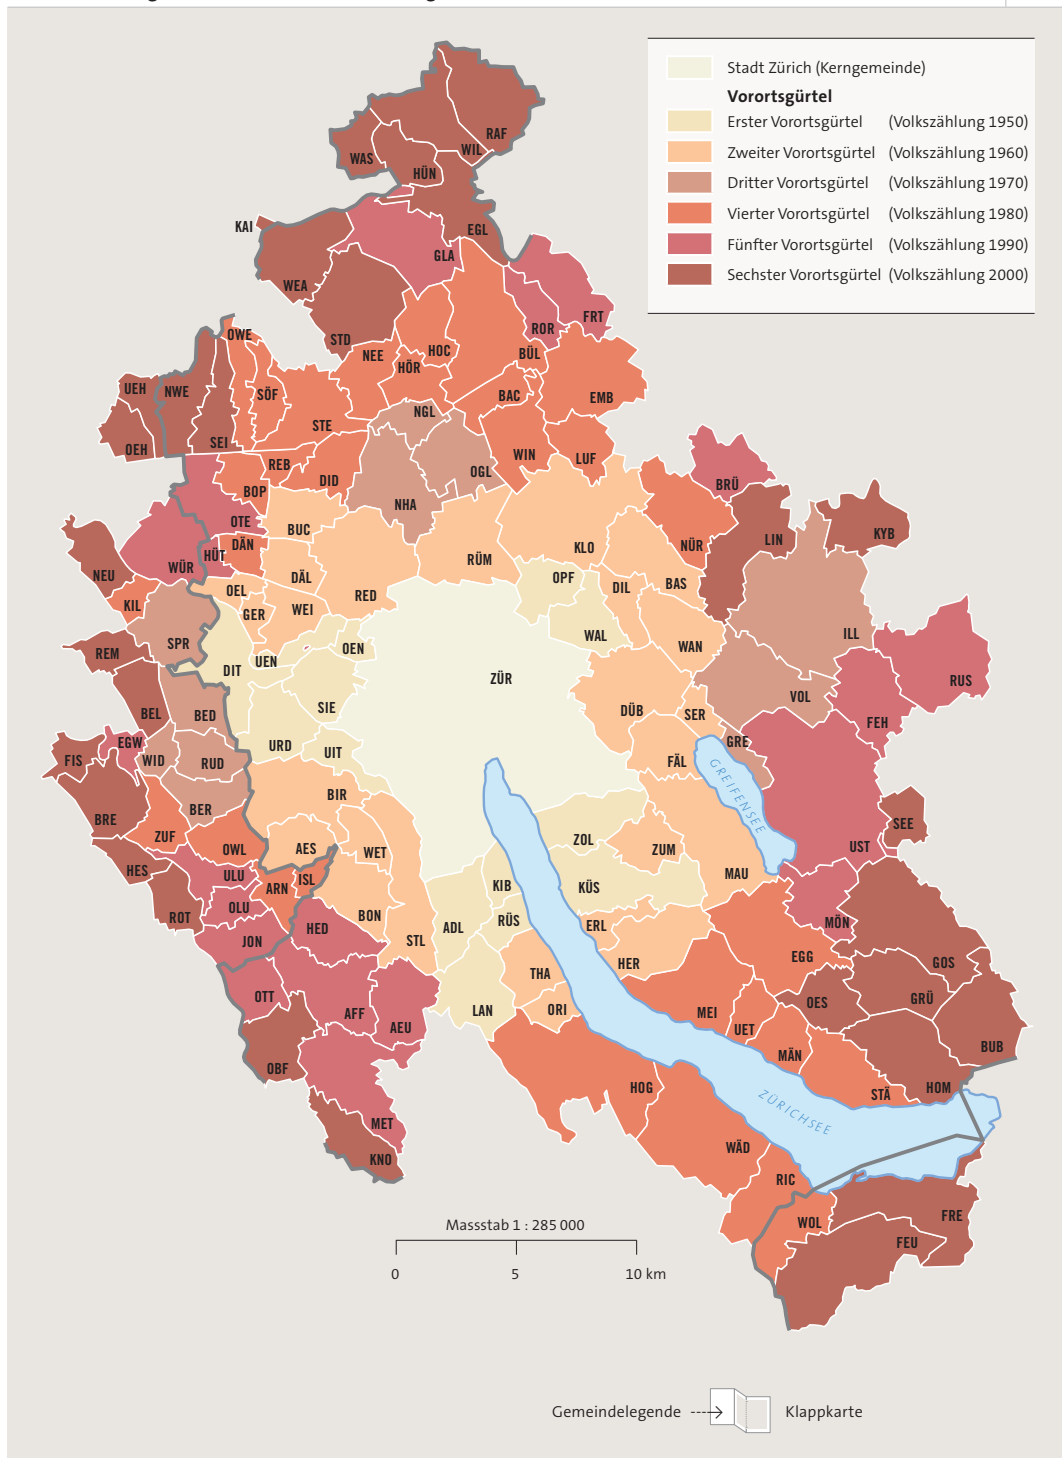 Stadt Zürich (Kerngemeinde)
Vorortsgürtel
Erster Vorortsgürtel (Volkszählung 1950)
Zweiter Vorortsgürtel (Volkszählung 1960)
Dritter Vorortsgürtel (Volkszählung 1970)
Vierter Vorortsgürtel (Volkszählung 1980)
Fünfter Vorortsgürtel (Volkszählung 1990)
Sechster Vorortsgürtel (Volkszählung 2000)
RAF
WIL
WAS
HÜN
KAI
EGL
GLA
WEA
FRT
ROR
OWE
STD
NEE
HOC
BÜL
HÖR
UEH
NWE
SÖF
BAC
EMB
NGL
STE
SEI
OEH
WIN
LUF
REB
OGL
DID
BRÜ
BOP
NHA
OTE
BUC
KYB
LIN
DÄN
NÜR
HÜT
KLO
RÜM
WÜR
NEU
DÄL
OPF
BAS
DIL
OEL
RED
KIL
GER
WEI
WAL
ILL
SPR
WAN
OEN
REM
UEN
DIT
ZÜR
RUS
VOL
SIE
DÜB
BEL
BED
SER
FEH
EGW
URD
UIT
GRE
FIS
WID
RUD
FÄL
GREIFENSEE
BIR
BER
BRE
SEE
ZUF
ZOL
OWL
AES
WET
ZUM
UST
HES
ULU
ISL
MAU
ARN
KIB
KÜS
OLU
ROT
BON
RÜS
MÖN
HED
ADL
ERL
JON
STL
HER
EGG
GOS
THA
OTT
GRÜ
OES
AFF
LAN
ORI
MEI
AEU
UET
BUB
MÄN
OBF
HOG
STÄ
HOM
ZÜRICHSEE
MET
WÄD
KNO
RIC
FRE
WOL
FEU
Massstab 1 : 285 000
0 5 10 km
Gemeindelegende Klappkarte